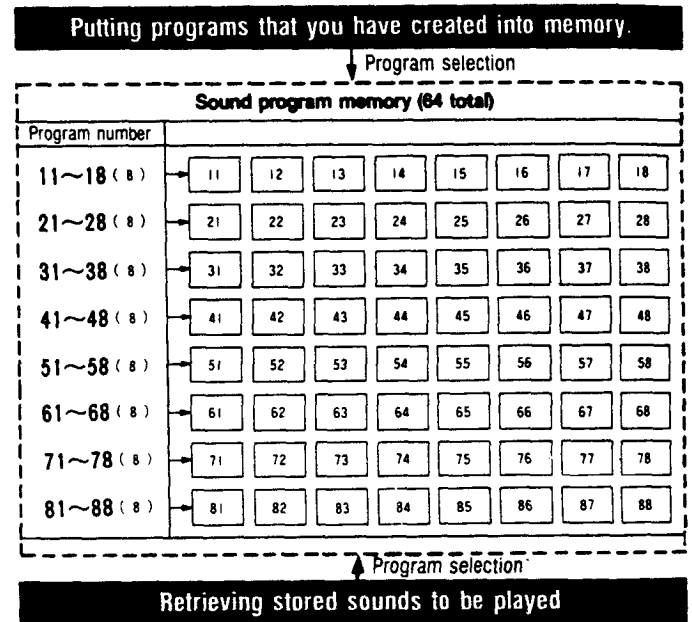 Putting programs that you have created into memory.
Program selection
Sound program memory (64 total)
Program number
11~18 ( 8 ) 11 12 13 14 15 16 17 18
21~28 ( 8 ) 21 22 23 24 25 26 27 28
31~38 ( 8 ) 31 32 33 34 35 36 37 38
41~48 ( 8 ) 41 42 43 44 45 46 47 48
51~58 ( 8 ) 51 52 53 54 55 56 57 58
61~68 ( 8 ) 61 62 63 64 65 66 67 68
71~78 ( 8 ) 71 72 73 74 75 76 77 78
81~88 ( 8 ) 81 82 83 84 85 86 87 88
Program selection
Retrieving stored sounds to be played